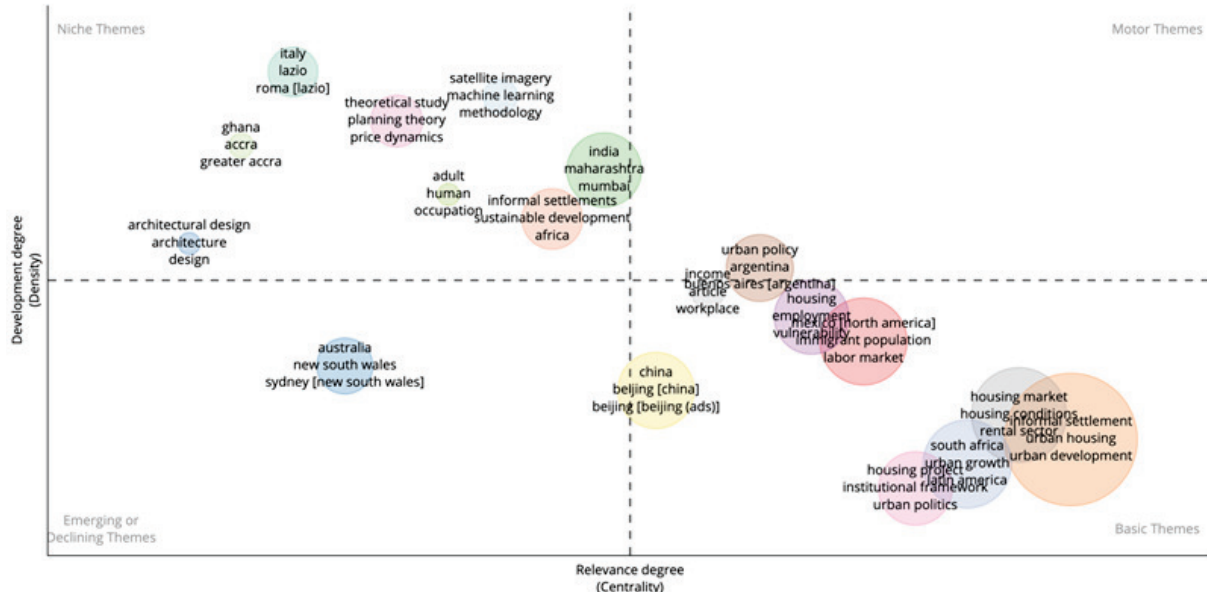 Niche Themes
Motor Themes
italy
lazio
roma [lazio]
theoretical study
planning theory
price dynamics
satellite imagery
machine learning
methodology
ghana
accra
greater accra
india
maharashtra
mumbai
adult
human
occupation
informal settlements
sustainable development
africa
architectural design
architecture
design
urban policy
argentina
buenos aires [argentina]
income
article
workplace
housing
employment
vulnerability
mexico [north america]
immigrant population
labor market
australia
new south wales
sydney [new south wales]
china
beijing [china]
beijing [beijing (ads)]
housing market
housing conditions
rental sector
informal settlement
urban housing
urban development
south africa
urban growth
latin america
housing project
institutional framework
urban politics
Emerging or
Declining Themes
Basic Themes
Development degree
(Density)
Relevance degree
(Centrality)